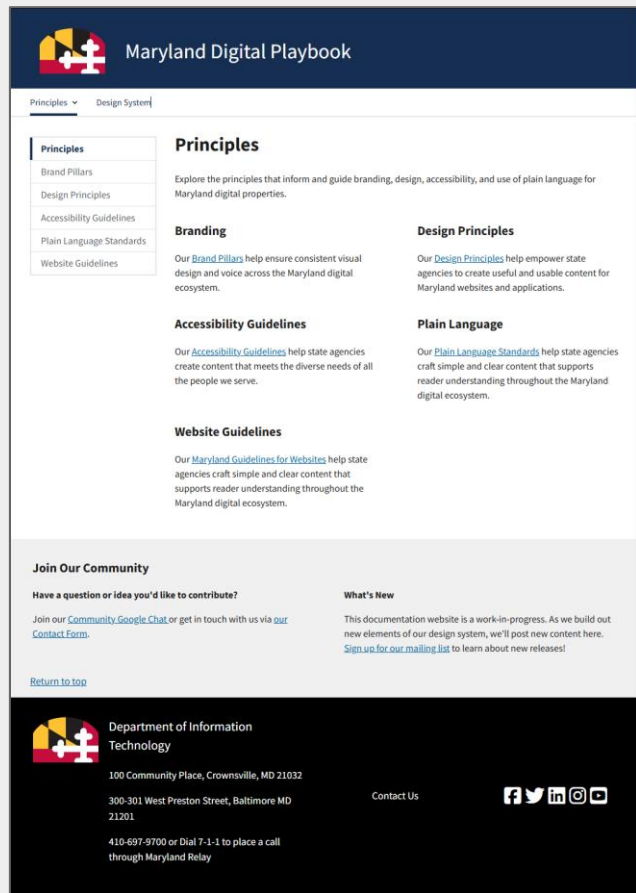 Maryland Digital Playbook
Principles
Design System
Principles
Brand Pillars
Design Principles
Accessibility Guidelines
Plain Language Standards
Website Guidelines
Principles
Explore the principles that inform and guide branding, design, accessibility, and use of plain language for
Maryland digital properties.
Branding
Our Brand Pillars help ensure consistent visual
design and voice across the Maryland digital
ecosystem.
Design Principles
Our Design Principles help empower state
agencies to create useful and usable content for
Maryland websites and applications.
Accessibility Guidelines
Our Accessibility Guidelines help state agencies
create content that meets the diverse needs of all
the people we serve.
Plain Language
Our Plain Language Standards help state agencies
craft simple and clear content that supports
reader understanding throughout the Maryland
digital ecosystem.
Website Guidelines
Our Maryland Guidelines for Websites help state
agencies craft simple and clear content that
supports reader understanding throughout the
Maryland digital ecosystem.
Join Our Community
Have a question or idea you'd like to contribute?
Join our Community Google Chat or get in touch with us via our
Contact Form.
What's New
This documentation website is a work-in-progress. As we build out
new elements of our design system, we'll post new content here.
Sign up for our mailing list to learn about new releases!
Return to top
Department of Information
Technology
100 Community Place, Crownsville, MD 21032
300-301 West Preston Street, Baltimore MD
21201
410-697-9700 or Dial 7-1-1 to place a call
through Maryland Relay
Contact Us